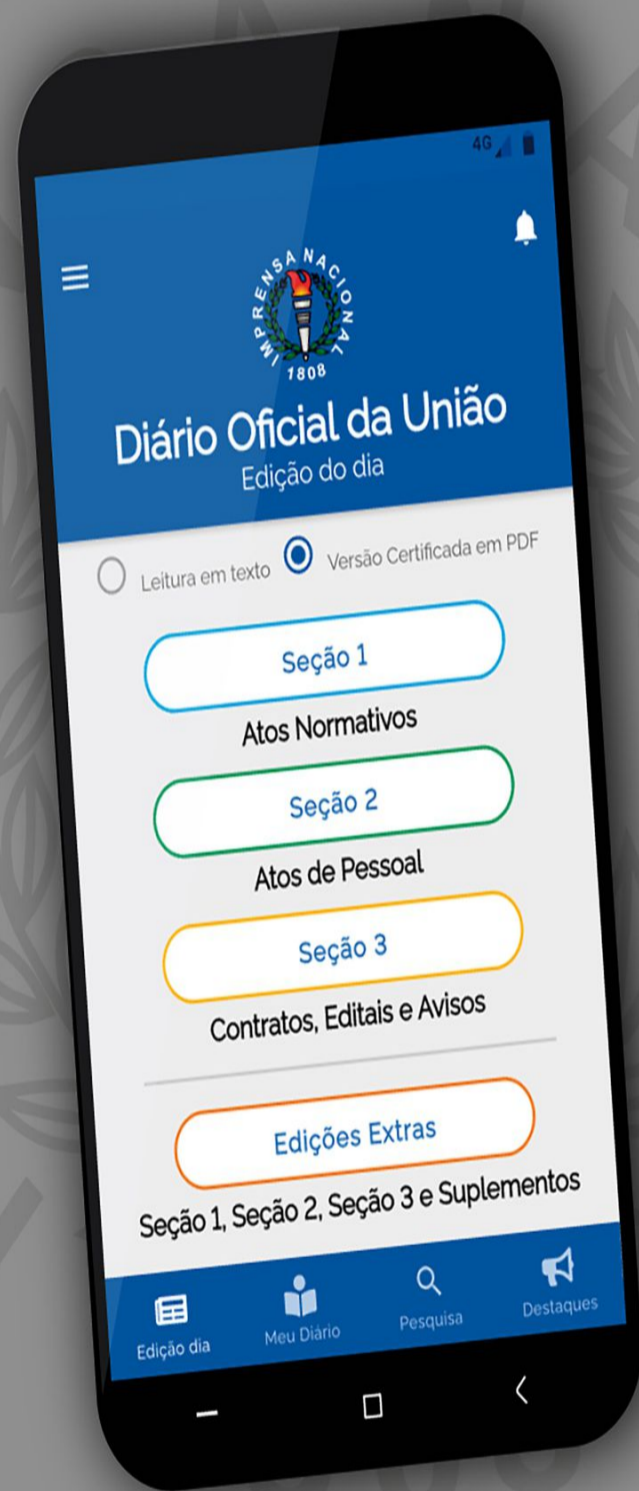 4G
IMPRENSA NACIONAL
1808
Diário Oficial da União
Edição do dia
Leitura em texto Versão Certificada em PDF
Seção 1
Atos Normativos
Seção 2
Atos de Pessoal
Seção 3
Contratos, Editais e Avisos
Edições Extras
Seção 1, Seção 2, Seção 3 e Suplementos
Edição dia Meu Diário Pesquisa Destaques